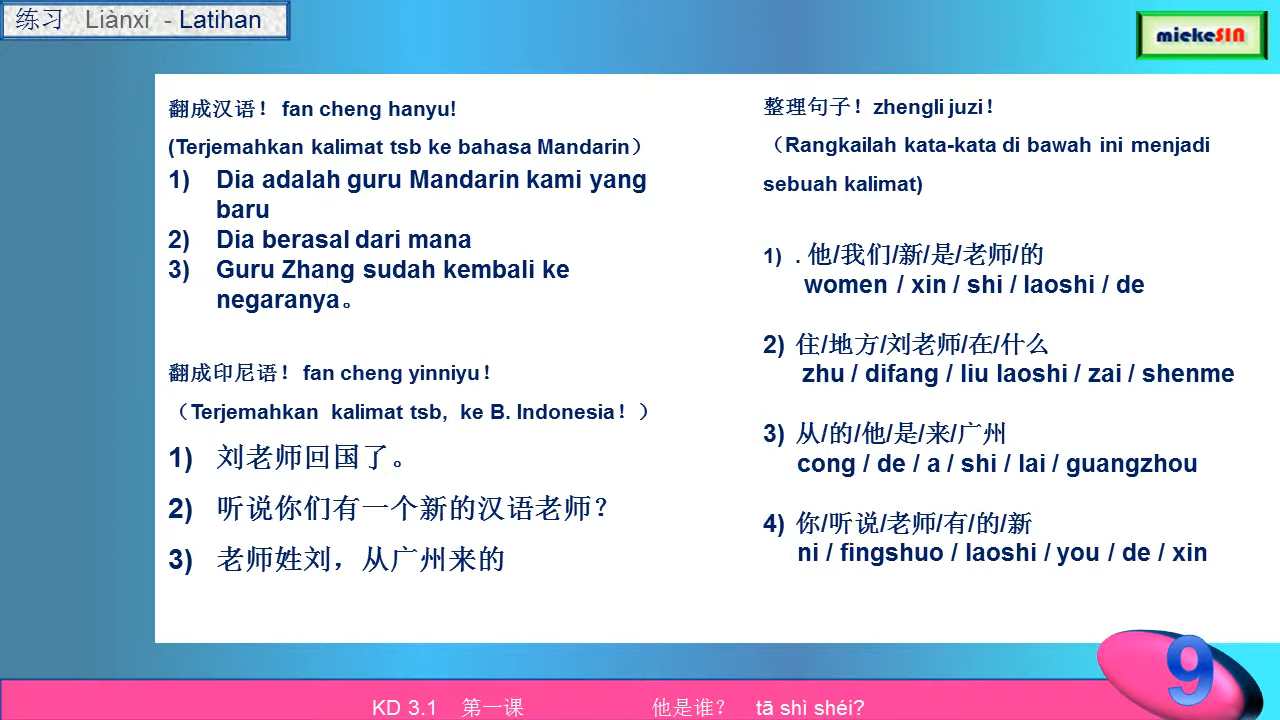 练习 Liànxi - Latihan
miekeSIN
翻成汉语！fan cheng hanyu!
(Terjemahkan kalimat tsb ke bahasa Mandarin）
1) Dia adalah guru Mandarin kami yang
baru
2) Dia berasal dari mana
3) Guru Zhang sudah kembali ke
negaranya。
翻成印尼语！fan cheng yinniyu！
（Terjemahkan kalimat tsb, ke B. Indonesia！）
1) 刘老师回国了。
2) 听说你们有一个新的汉语老师？
3) 老师姓刘，从广州来的
整理句子！zhengli juzi！
（Rangkailah kata-kata di bawah ini menjadi
sebuah kalimat)
1) . 他/我们/新/是/老师/的
women / xin / shi / laoshi / de
2) 住/地方/刘老师/在/什么
zhu / difang / liu laoshi / zai / shenme
3) 从/的/他/是/来/广州
cong / de / a / shi / lai / guangzhou
4) 你/听说/老师/有/的/新
ni / fingshuo / laoshi / you / de / xin
9
KD 3.1 第一课 他是谁？ tā shì shéi?